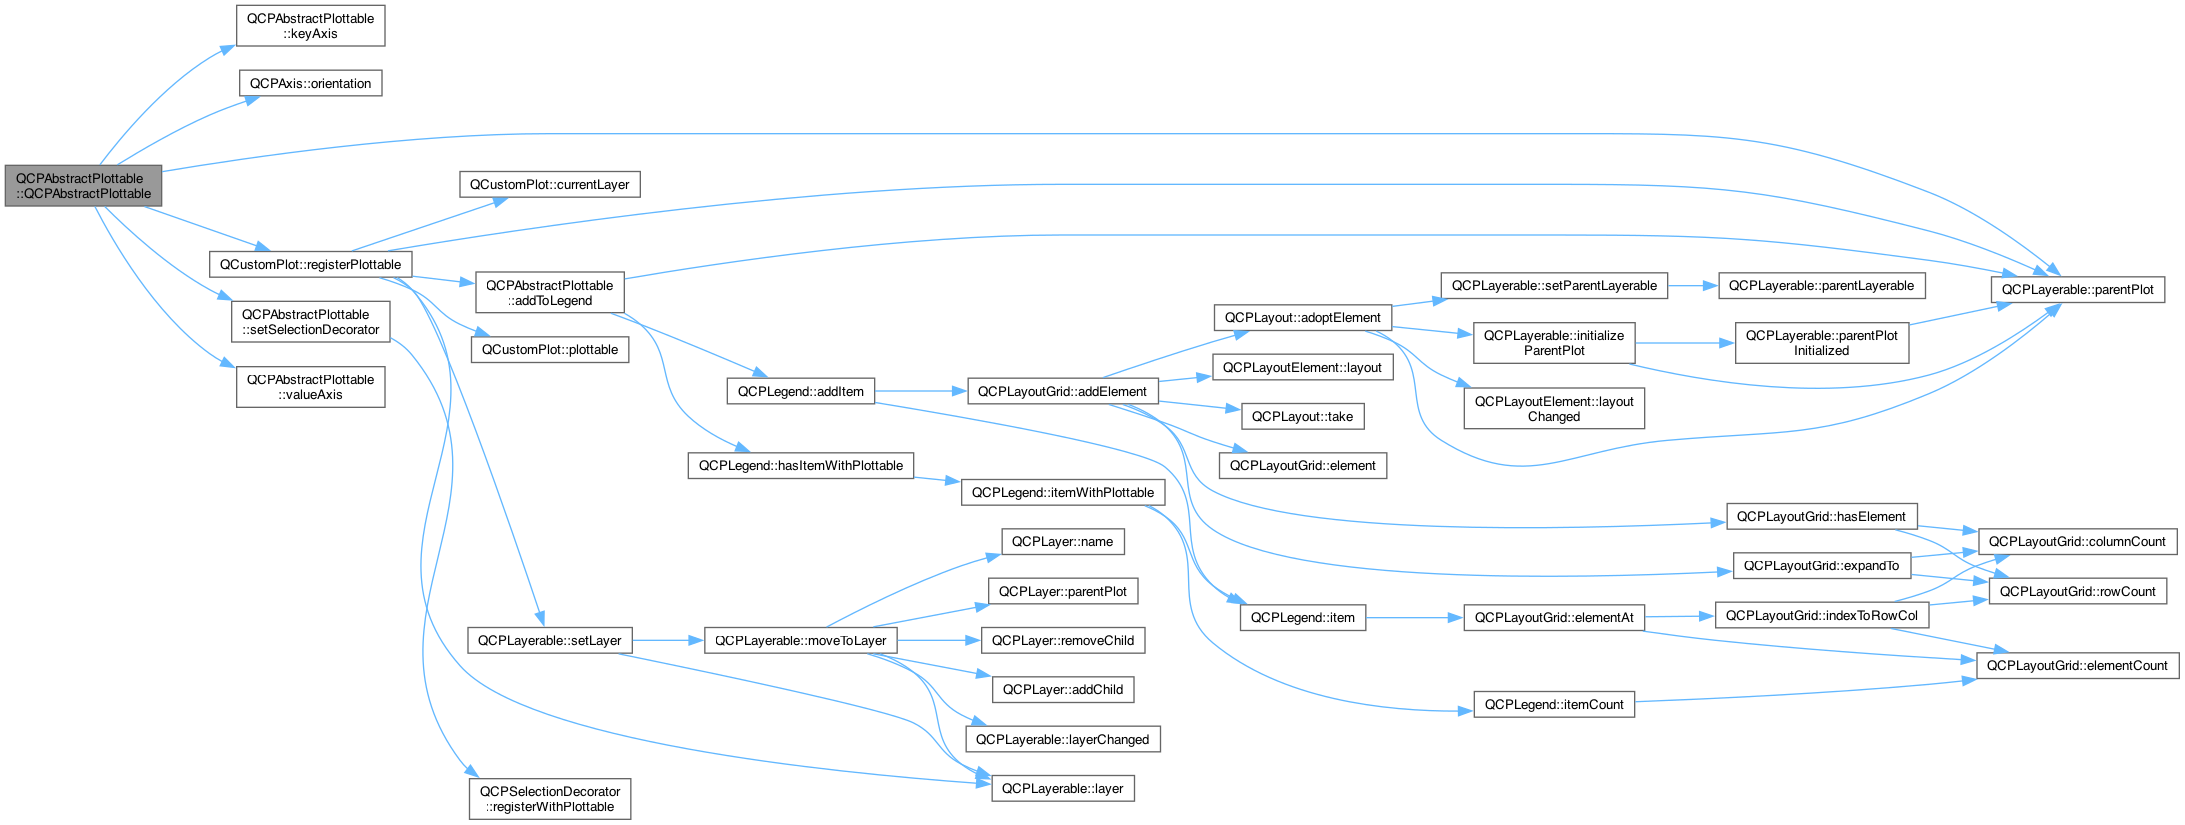 QCPAbstractPlottable
::QCPAbstractPlottable
QCPAbstractPlottable
::keyAxis
QCPAxis::orientation
QCustomPlot::registerPlottable
QCPAbstractPlottable
::setSelectionDecorator
QCPAbstractPlottable
::valueAxis
QCustomPlot::currentLayer
QCPAbstractPlottable
::addToLegend
QCustomPlot::plottable
QCPLayerable::setLayer
QCPSelectionDecorator
::registerWithPlottable
QCPLegend::addItem
QCPLegend::hasItemWithPlottable
QCPLayerable::moveToLayer
QCPLayoutGrid::addElement
QCPLegend::itemWithPlottable
QCPLayer::name
QCPLayer::parentPlot
QCPLayer::removeChild
QCPLayer::addChild
QCPLayerable::layerChanged
QCPLayerable::layer
QCPLayout::adoptElement
QCPLayoutElement::layout
QCPLayout::take
QCPLayoutGrid::element
QCPLegend::item
QCPLayerable::setParentLayerable
QCPLayerable::initialize
ParentPlot
QCPLayoutElement::layout
Changed
QCPLayoutGrid::elementAt
QCPLegend::itemCount
QCPLayerable::parentLayerable
QCPLayerable::parentPlot
Initialized
QCPLayoutGrid::hasElement
QCPLayoutGrid::expandTo
QCPLayoutGrid::indexToRowCol
QCPLayerable::parentPlot
QCPLayoutGrid::columnCount
QCPLayoutGrid::rowCount
QCPLayoutGrid::elementCount